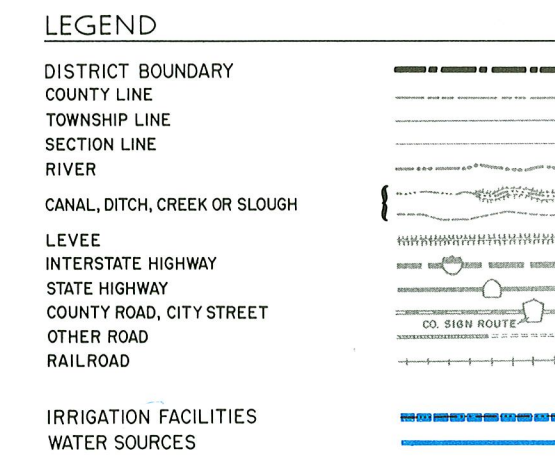 LEGEND
DISTRICT BOUNDARY
COUNTY LINE
TOWNSHIP LINE
SECTION LINE
RIVER
CANAL, DITCH, CREEK OR SLOUGH
LEVEE
INTERSTATE HIGHWAY
STATE HIGHWAY
COUNTY ROAD, CITY STREET
CO. SIGN ROUTE
OTHER ROAD
RAILROAD
IRRIGATION FACILITIES
WATER SOURCES